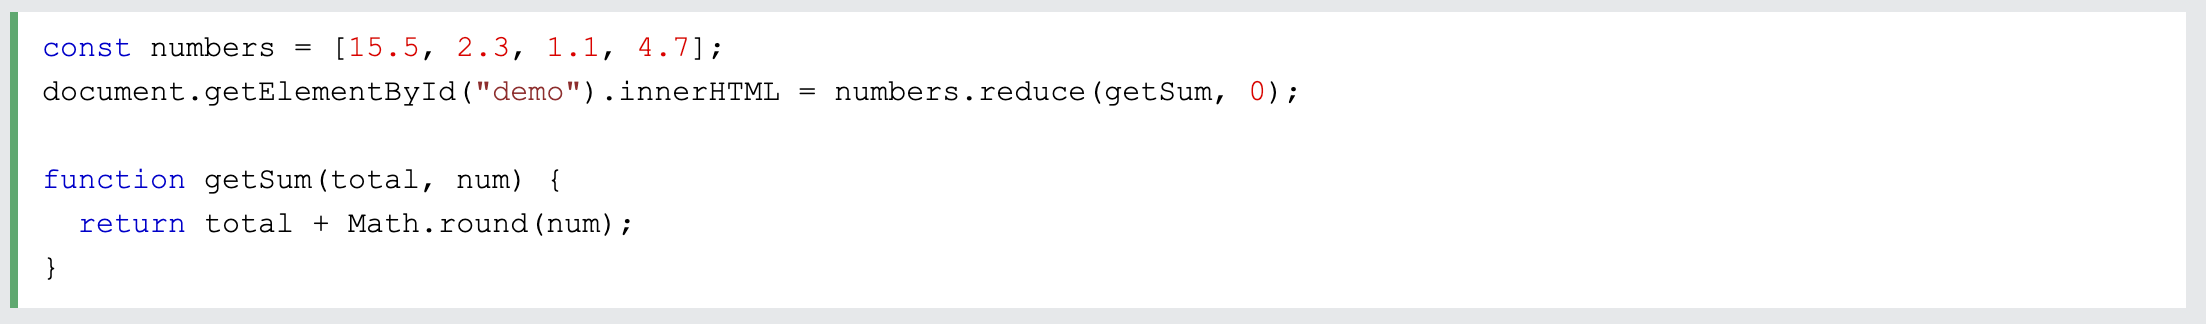 const numbers = [15.5, 2.3, 1.1, 4.7];
document.getElementById("demo").innerHTML = numbers.reduce(getSum, 0);
function getSum(total, num) {
  return total + Math.round(num);
}